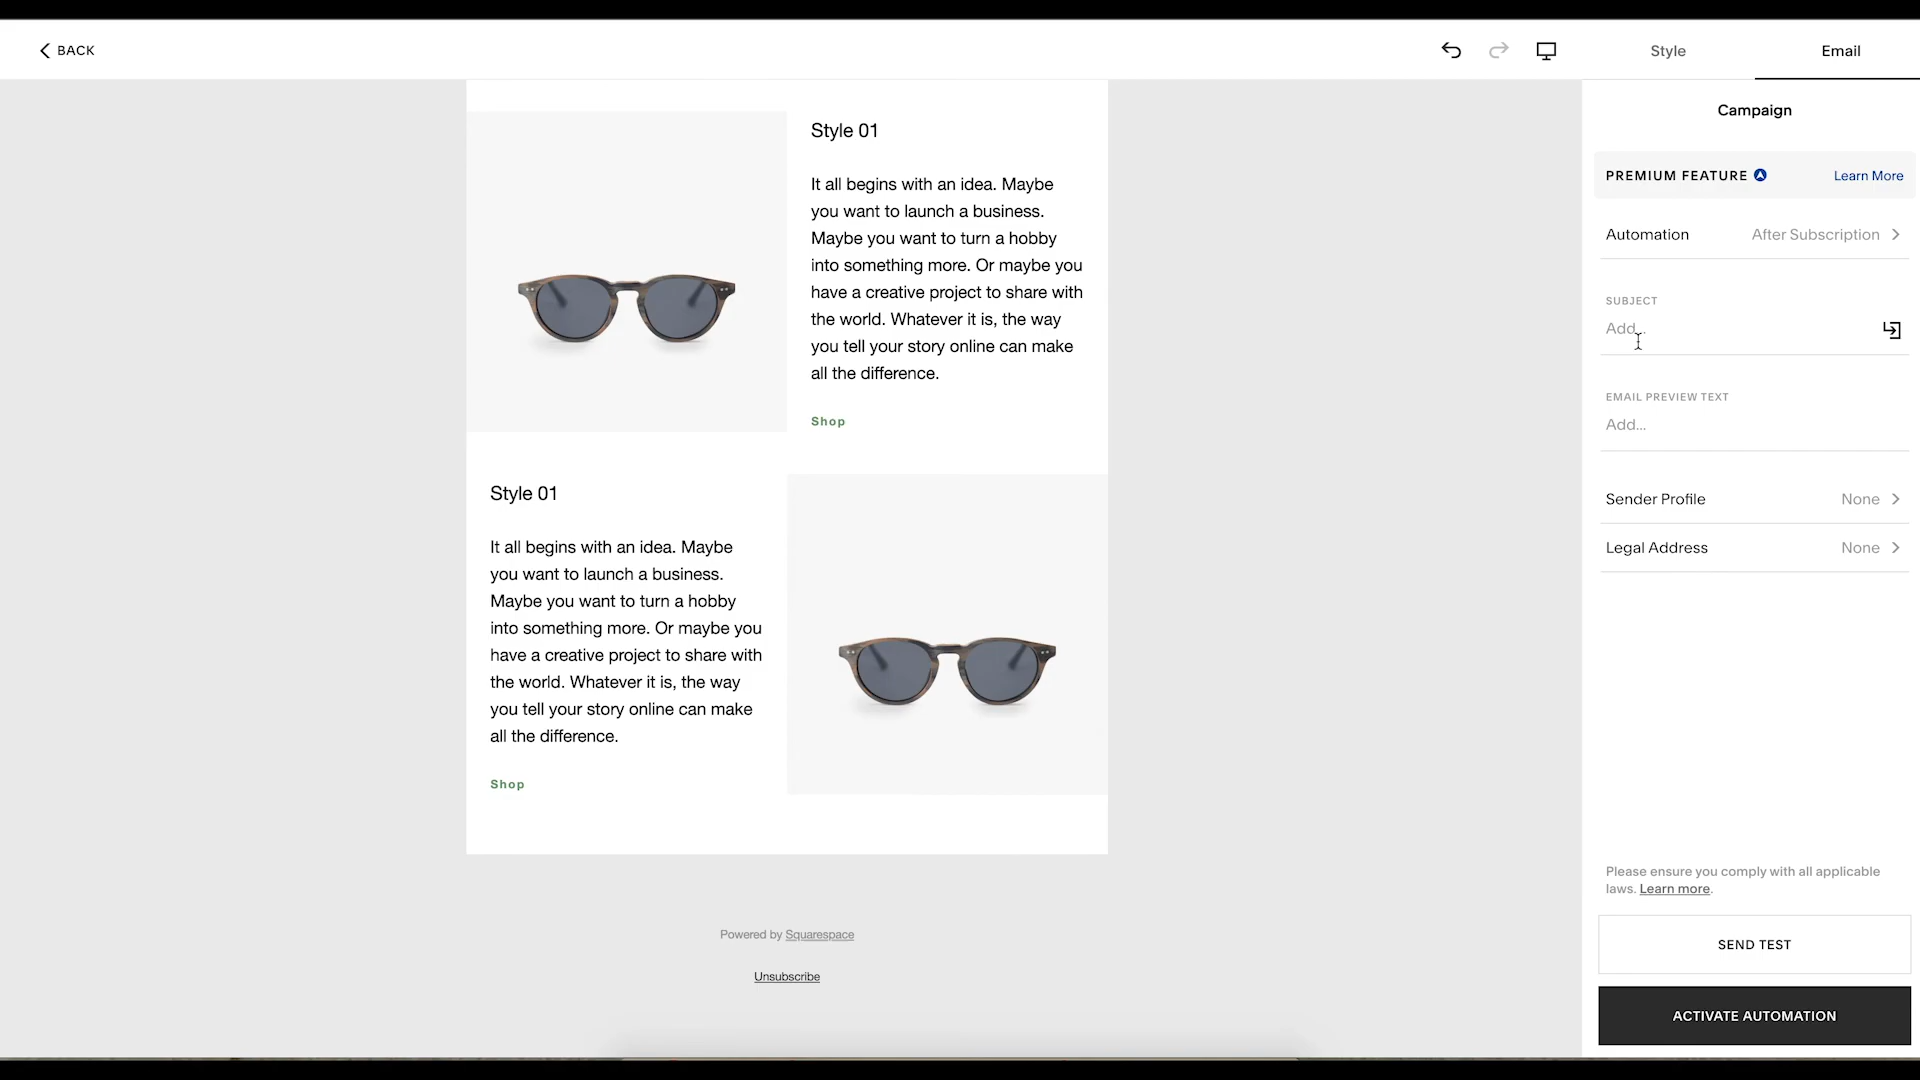 BACK
Style
Email
Campaign
PREMIUM FEATURE
Learn More
Automation
After Subscription
SUBJECT
Add...
EMAIL PREVIEW TEXT
Add...
Sender Profile
None
Legal Address
None
Please ensure you comply with all applicable
laws. Learn more.
SEND TEST
ACTIVATE AUTOMATION
Style 01
It all begins with an idea. Maybe
you want to launch a business.
Maybe you want to turn a hobby
into something more. Or maybe you
have a creative project to share with
the world. Whatever it is, the way
you tell your story online can make
all the difference.
Shop
Style 01
It all begins with an idea. Maybe
you want to launch a business.
Maybe you want to turn a hobby
into something more. Or maybe you
have a creative project to share with
the world. Whatever it is, the way
you tell your story online can make
all the difference.
Shop
Powered by Squarespace
Unsubscribe